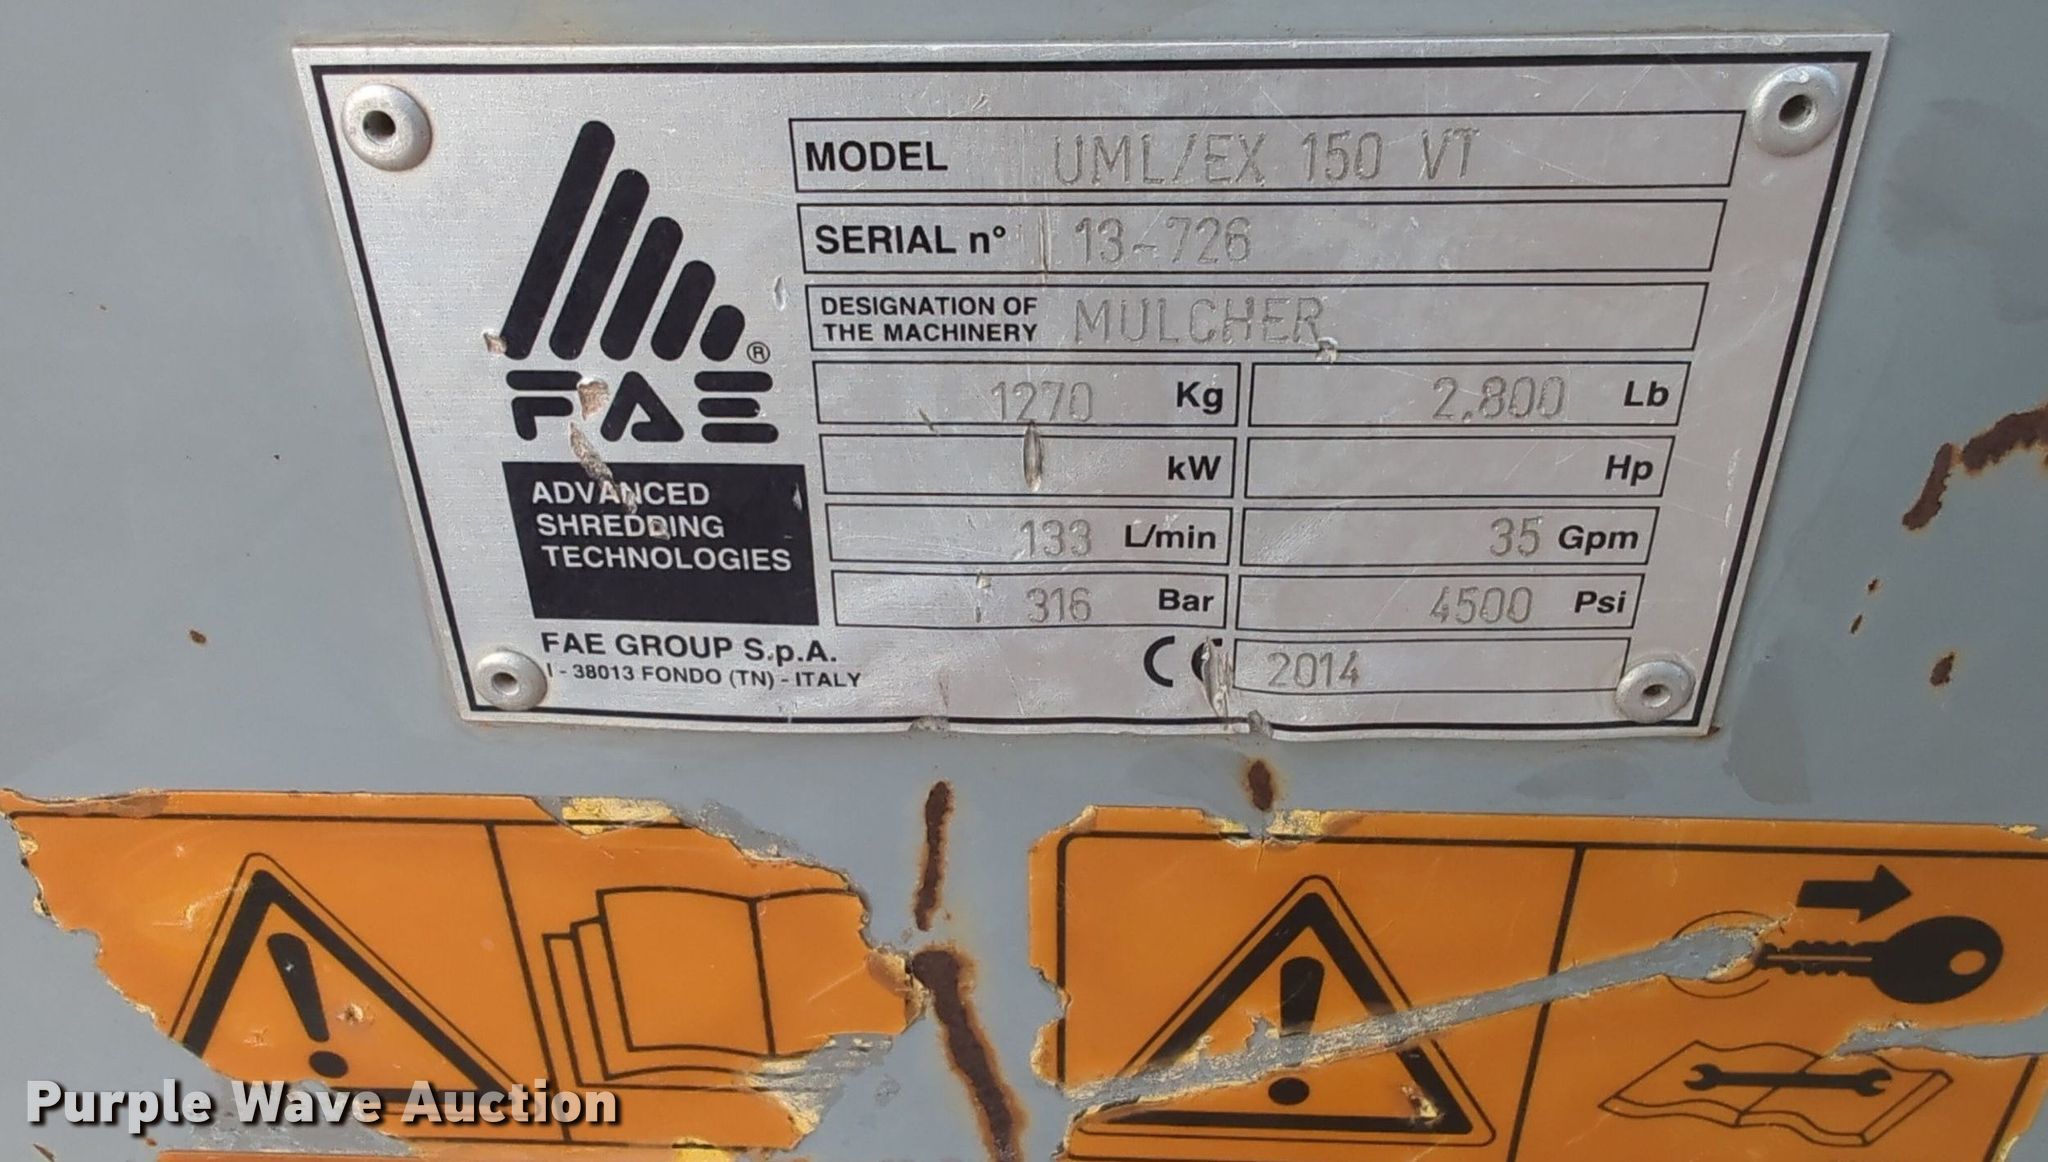 MODEL UML/EX 150 VT
SERIAL n° 13-726
DESIGNATION OF
THE MACHINERY MULCHER
1270 Kg 2,800 Lb
kW Hp
133 L/min 35 Gpm
316 Bar 4500 Psi
CE 2014
®
FAE
ADVANCED
SHREDDING
TECHNOLOGIES
FAE GROUP S.p.A.
I - 38013 FONDO (TN) - ITALY
Purple Wave Auction